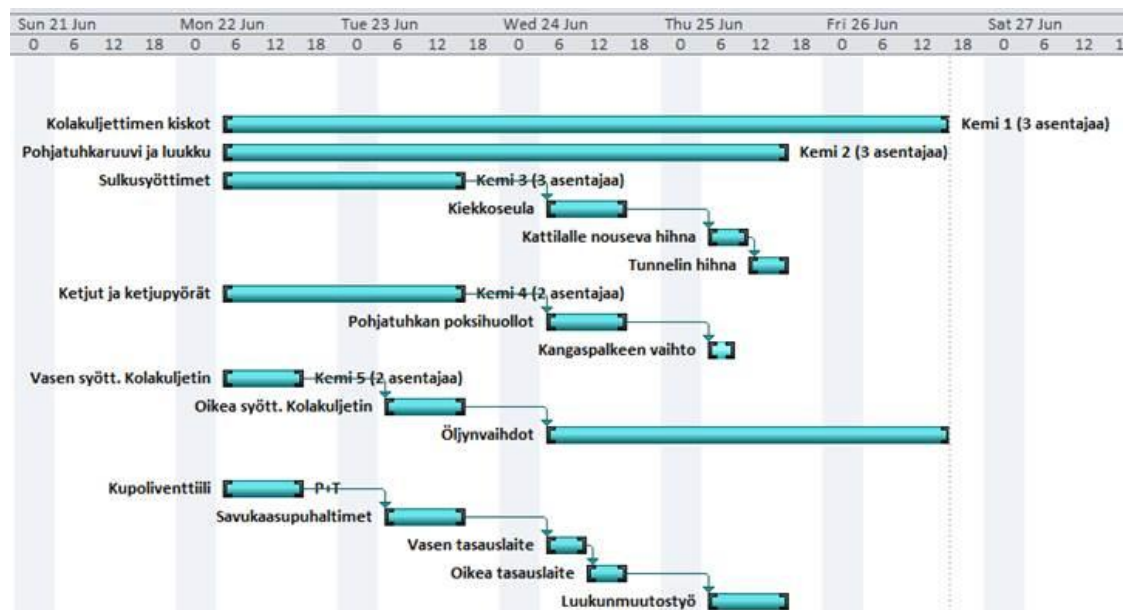 Sun 21 Jun Mon 22 Jun Tue 23 Jun Wed 24 Jun Thu 25 Jun Fri 26 Jun Sat 27 Jun
0 6 12 18 0 6 12 18 0 6 12 18 0 6 12 18 0 6 12 18 0 6 12 18 0 6 12
Kolakuljettimen kiskot Kemi 1 (3 asentajaa)
Pohjatuhkaruuvi ja luukku Kemi 2 (3 asentajaa)
Sulkusyöttimet Kemi 3 (3 asentajaa)
Kiekkoseula
Kattilalle nouseva hihna
Tunnelin hihna
Ketjut ja ketjupyörät Kemi 4 (2 asentajaa)
Pohjatuhkan poksihuollot
Kangaspalkeen vaihto
Vasen syött. Kolakuljetin Kemi 5 (2 asentajaa)
Oikea syött. Kolakuljetin
Öljynvaihdot
Kupoliventtiili P+T
Savukaasupuhaltimet
Vasen tasauslaite
Oikea tasauslaite
Luukunmuutostyö